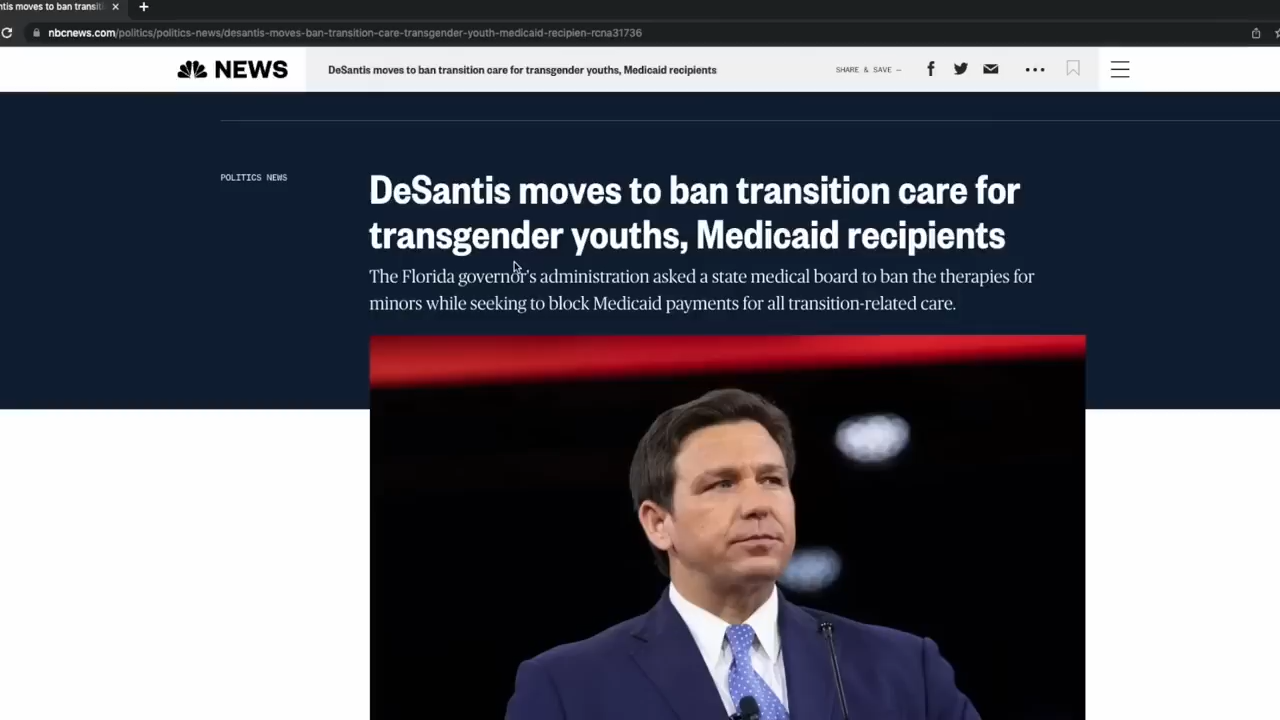 ntis moves to ban transiti
nbcnews.com/politics/politics-news/desantis-moves-ban-transition-care-transgender-youth-medicaid-recipien-rcna31736
NEWS
DeSantis moves to ban transition care for transgender youths, Medicaid recipients
SHARE & SAVE —
POLITICS NEWS
DeSantis moves to ban transition care for
transgender youths, Medicaid recipients
The Florida governor's administration asked a state medical board to ban the therapies for
minors while seeking to block Medicaid payments for all transition-related care.